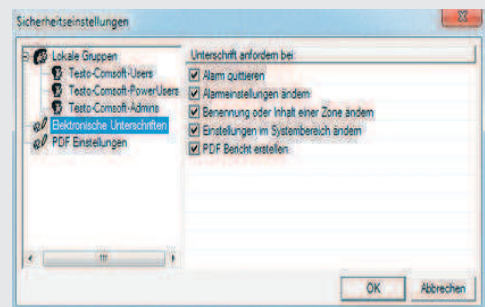 Sicherheitseinstellungen
Lokale Gruppen
Testo-Comsoft-Users
Testo-Comsoft-PowerUsers
Testo-Comsoft-Admins
Elektronische Unterschriften
PDF Einstellungen
Unterschrift anfordern bei:
Alarm quittieren
Alarmeinstellungen ändern
Benennung oder Inhalt einer Zone ändern
Einstellungen im Systembereich ändern
PDF Bericht erstellen
OK
Abbrechen